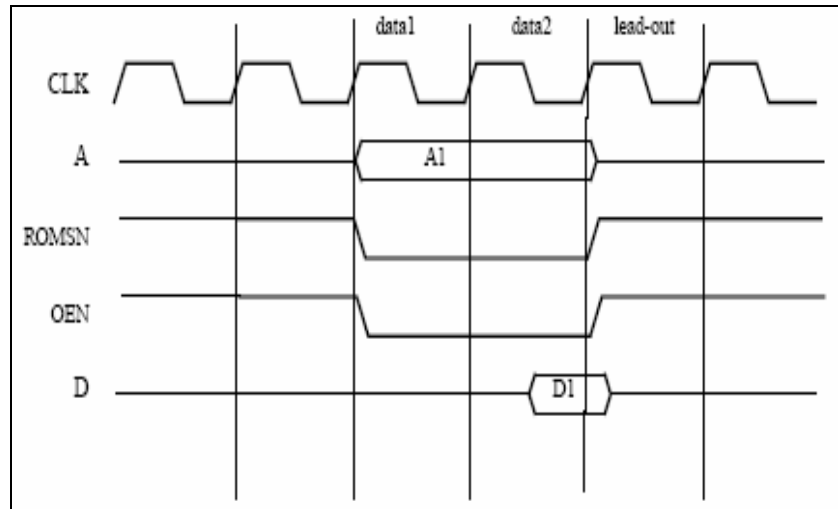 data1 data2 lead-out
CLK
A A1
ROMSN
OEN
D D1